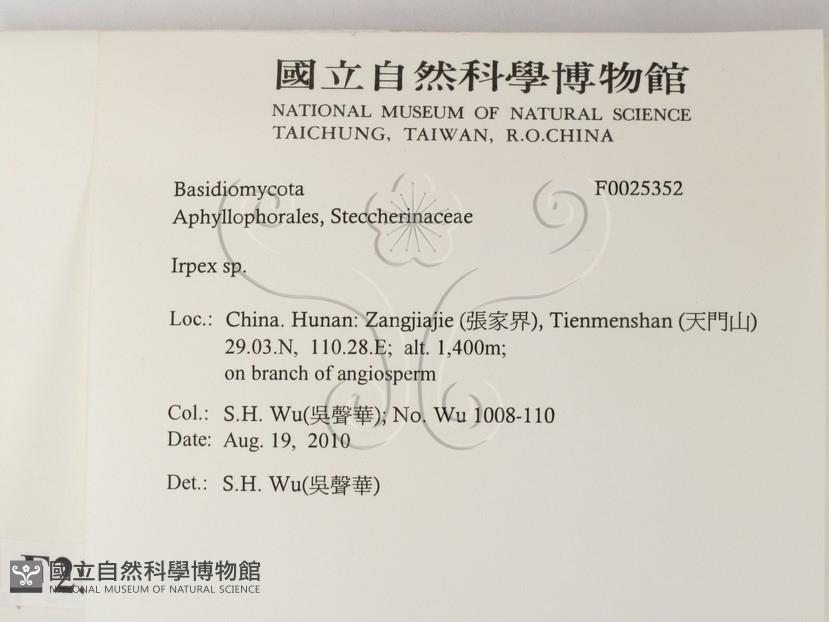 國立自然科學博物館
NATIONAL MUSEUM OF NATURAL SCIENCE
TAICHUNG, TAIWAN, R.O.CHINA
Basidiomycota F0025352
Aphyllophorales, Steccherinaceae
Irpex sp.
Loc.: China. Hunan: Zangjiajie (張家界), Tienmenshan (天門山)
29.03.N, 110.28.E; alt. 1,400m;
on branch of angiosperm
Col.: S.H. Wu(吳聲華); No. Wu 1008-110
Date: Aug. 19, 2010
Det.: S.H. Wu(吳聲華)
國立自然科學博物館
NATIONAL MUSEUM OF NATURAL SCIENCE